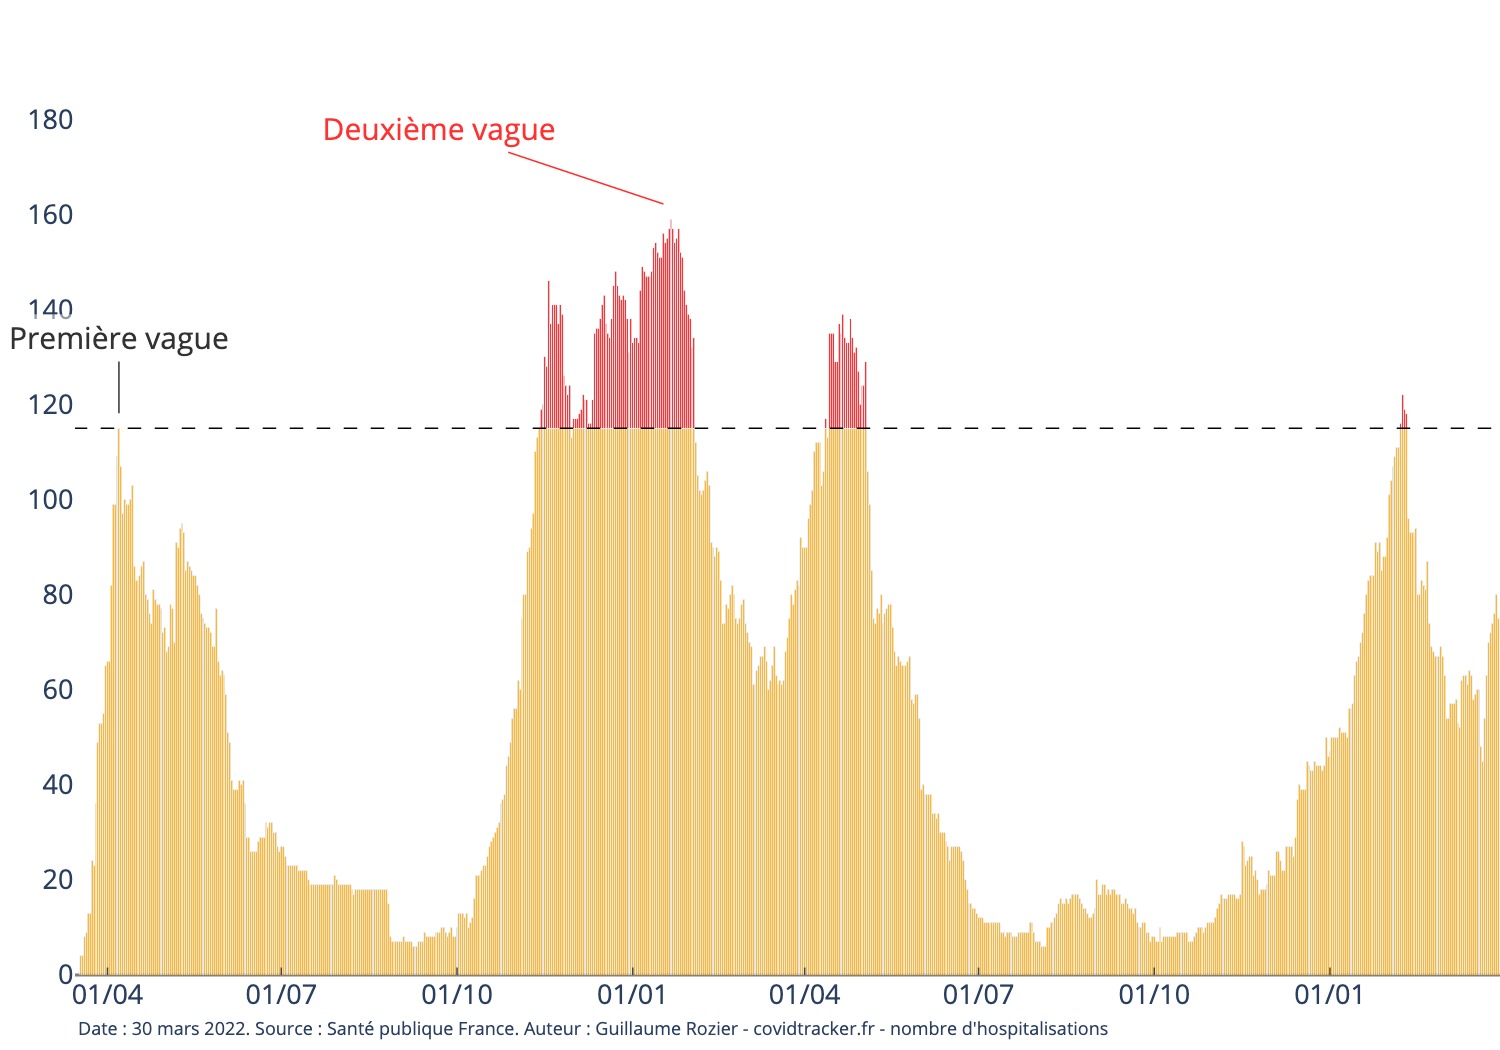 180
Deuxième vague
160
140
Première vague
120
100
80
60
40
20
0
01/04 01/07 01/10 01/01 01/04 01/07 01/10 01/01
Date : 30 mars 2022. Source : Santé publique France. Auteur : Guillaume Rozier - covidtracker.fr - nombre d'hospitalisations